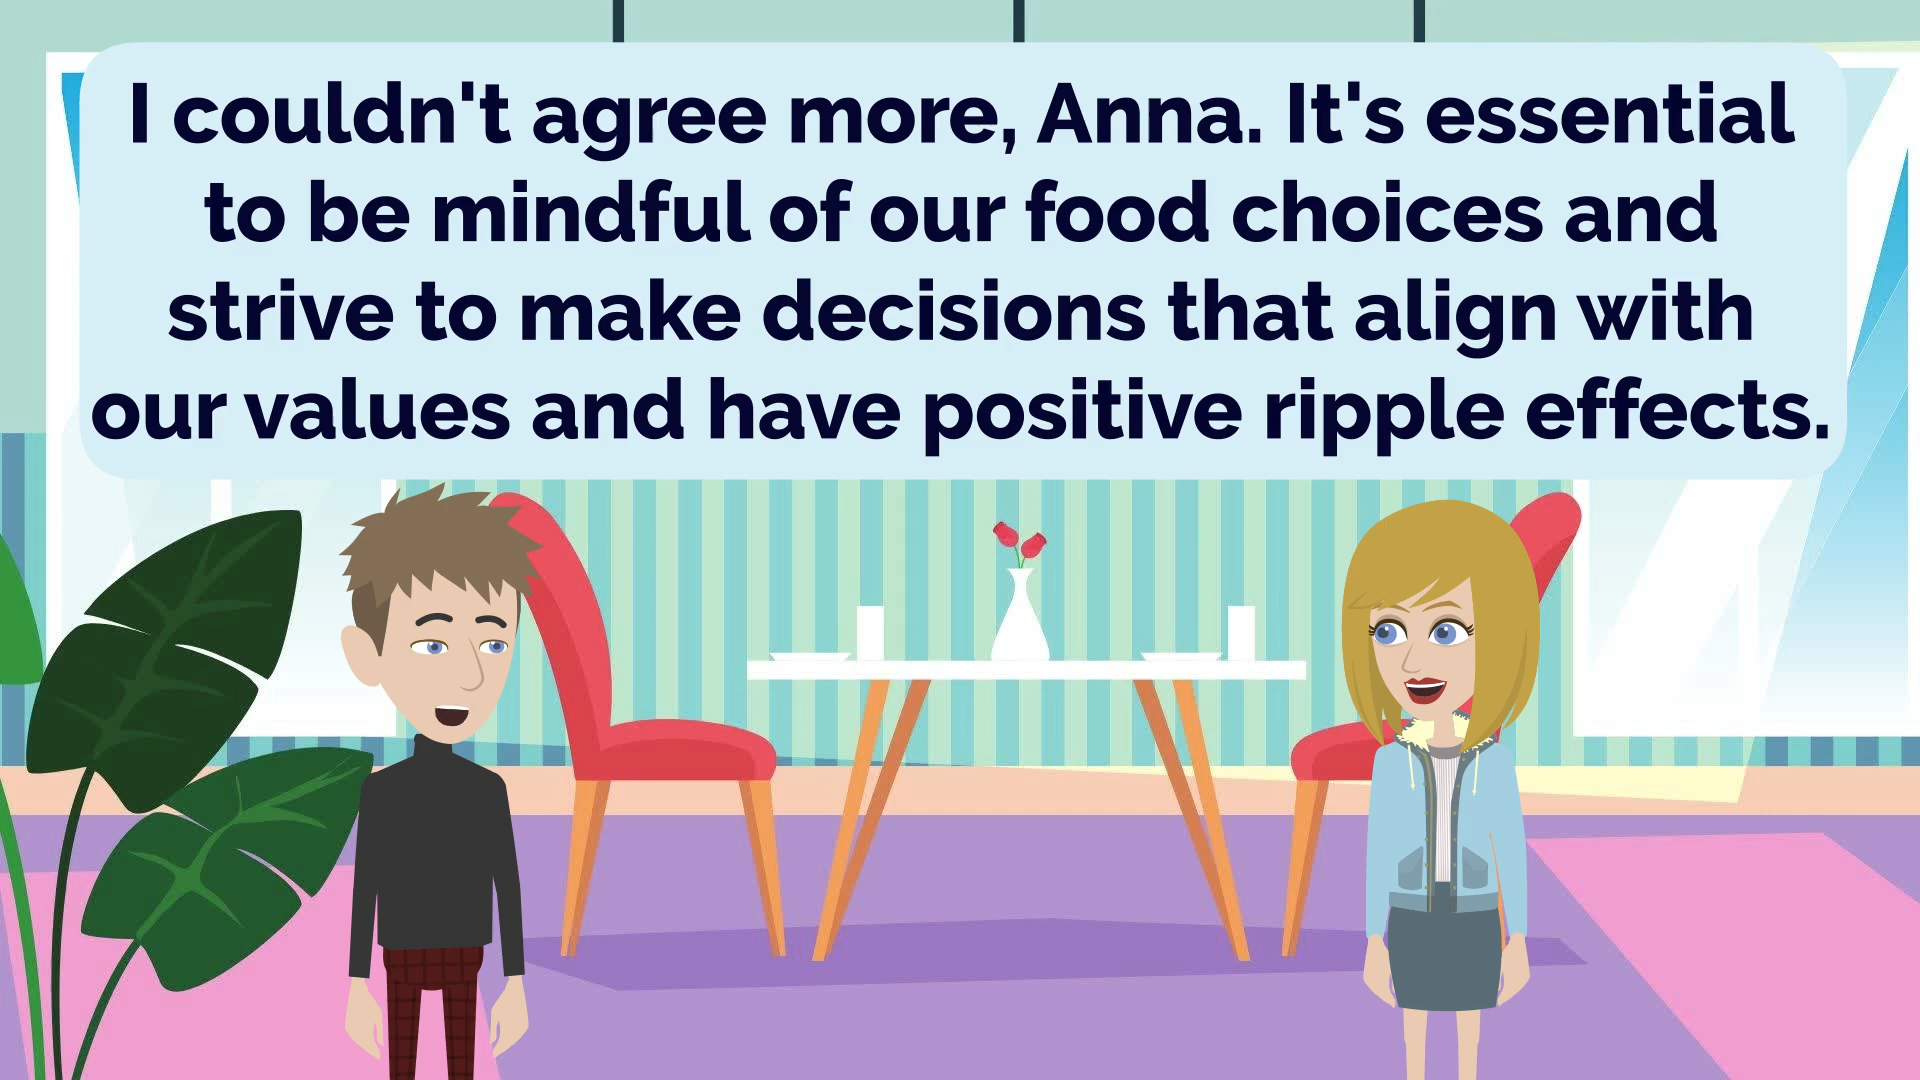 I couldn't agree more, Anna. It's essential
to be mindful of our food choices and
strive to make decisions that align with
our values and have positive ripple effects.